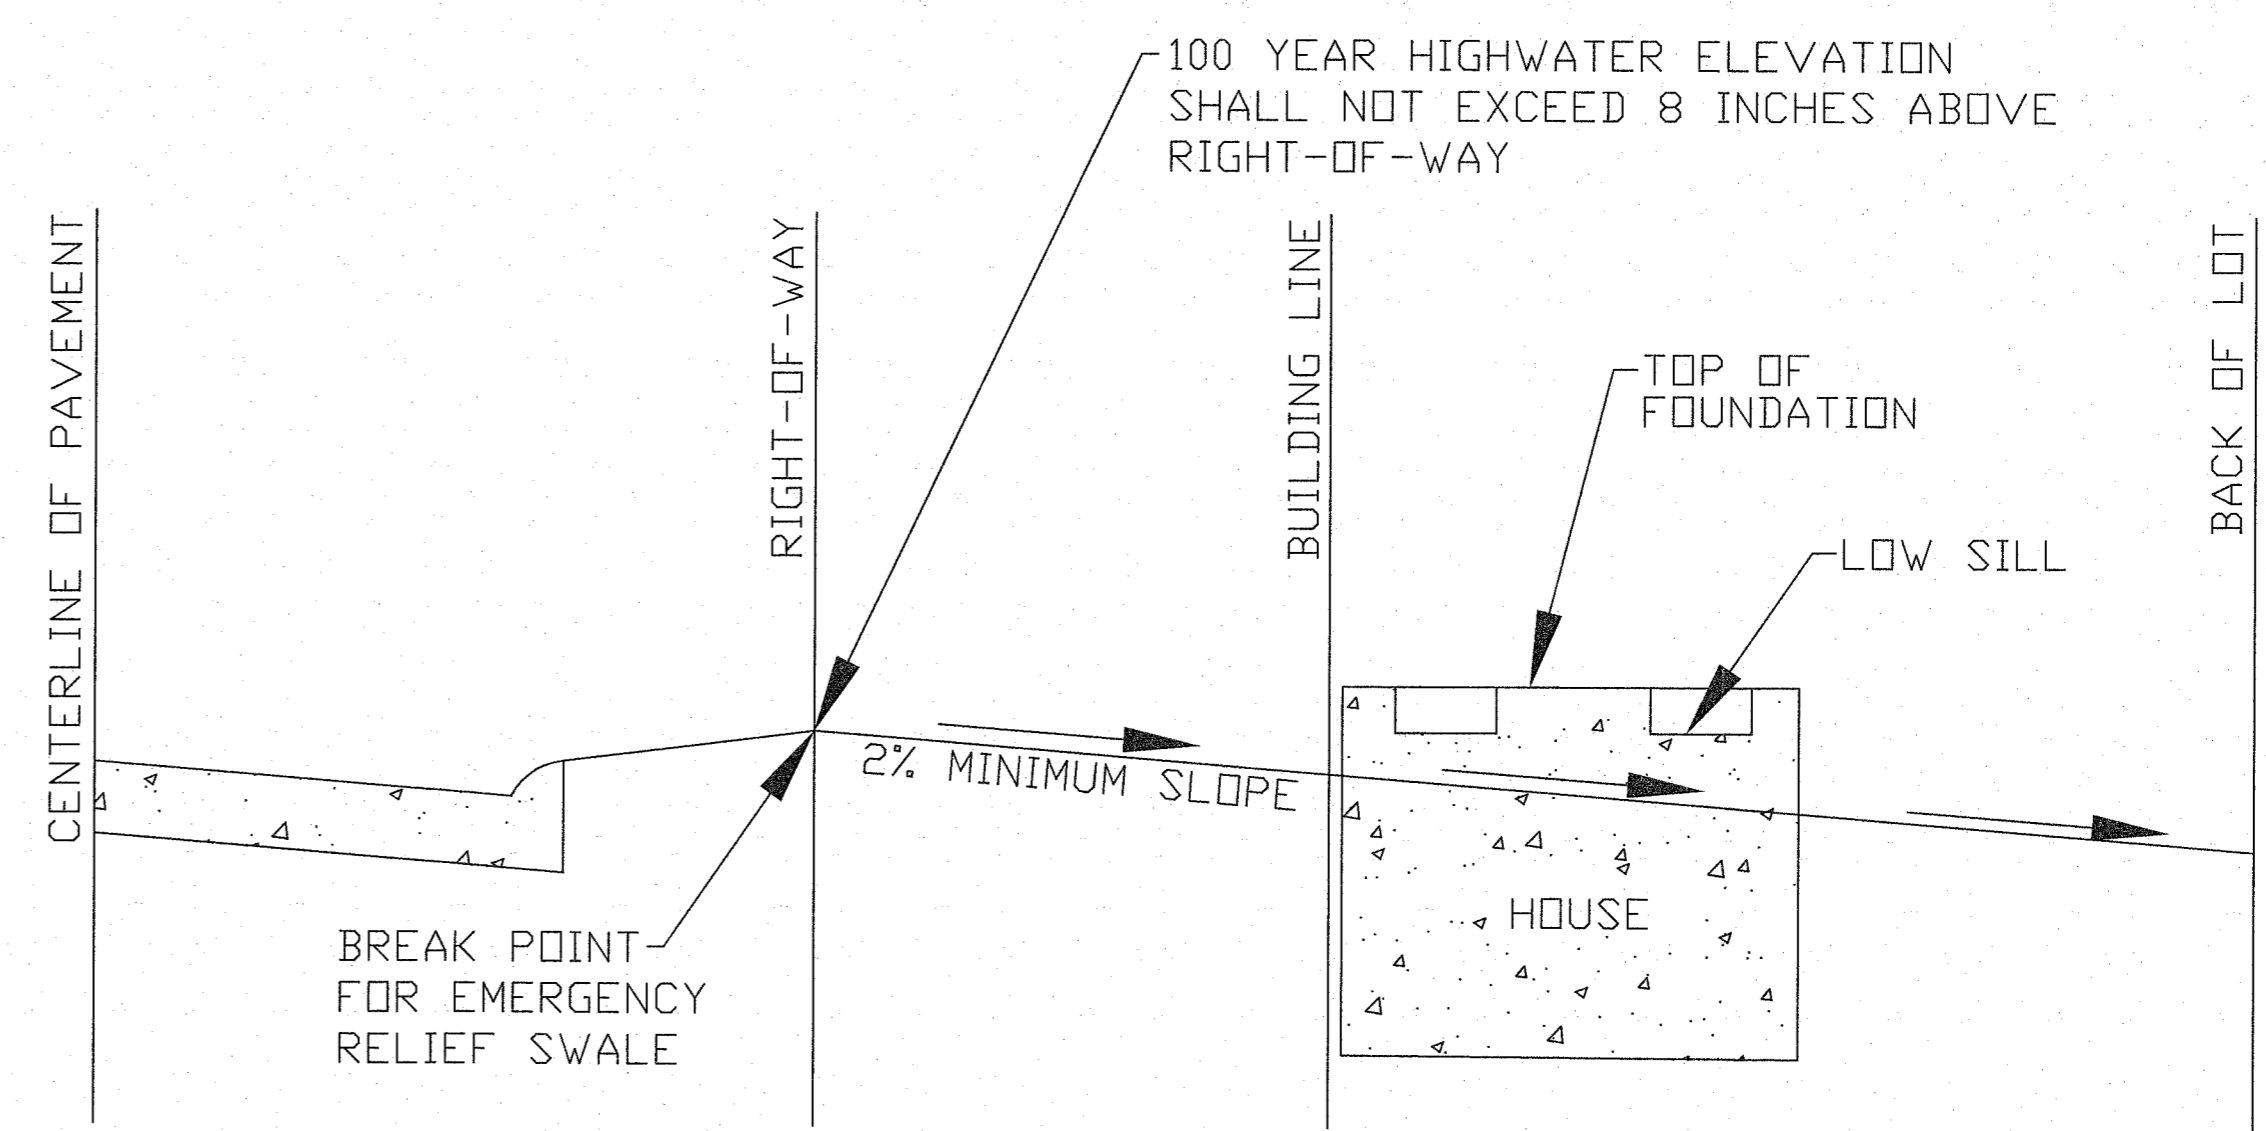 100 YEAR HIGHWATER ELEVATION
SHALL NOT EXCEED 8 INCHES ABOVE
RIGHT-OF-WAY
CENTERLINE OF PAVEMENT
RIGHT-OF-WAY
BUILDING LINE
BACK OF LOT
TOP OF
FOUNDATION
LOW SILL
2% MINIMUM SLOPE
HOUSE
BREAK POINT
FOR EMERGENCY
RELIEF SWALE